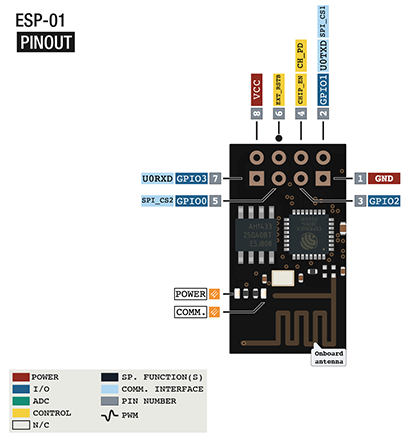 ESP-01
PINOUT
VCC
8
EXT_RSTB
6
CH_PD
CHIP_EN
4
SPI_CS1
U0TXD
GPIO1
2
U0RXD GPIO3 7
1 GND
SPI_CS2 GPIO0 5
3 GPIO2
AH1433
25Q40BT
POWER
COMM.
Onboard
antenna
POWER
I/O
ADC
CONTROL
N/C
SP. FUNCTION(S)
COMM. INTERFACE
PIN NUMBER
PWM